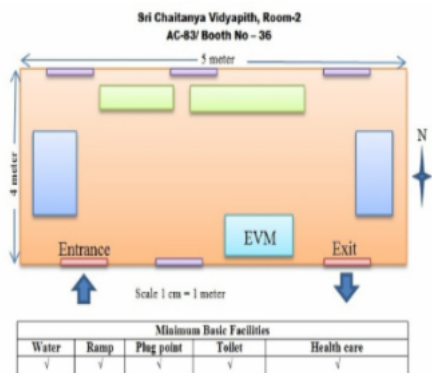 Sri Chaitanya Vidyapith, Room-2
AC-83/ Booth No – 36
5 meter
4 meter
N
Entrance
EVM
Exit
Scale 1 cm = 1 meter
Minimum Basic Facilities
Water Ramp Plug point Toilet Health care
√ √ √ √ √